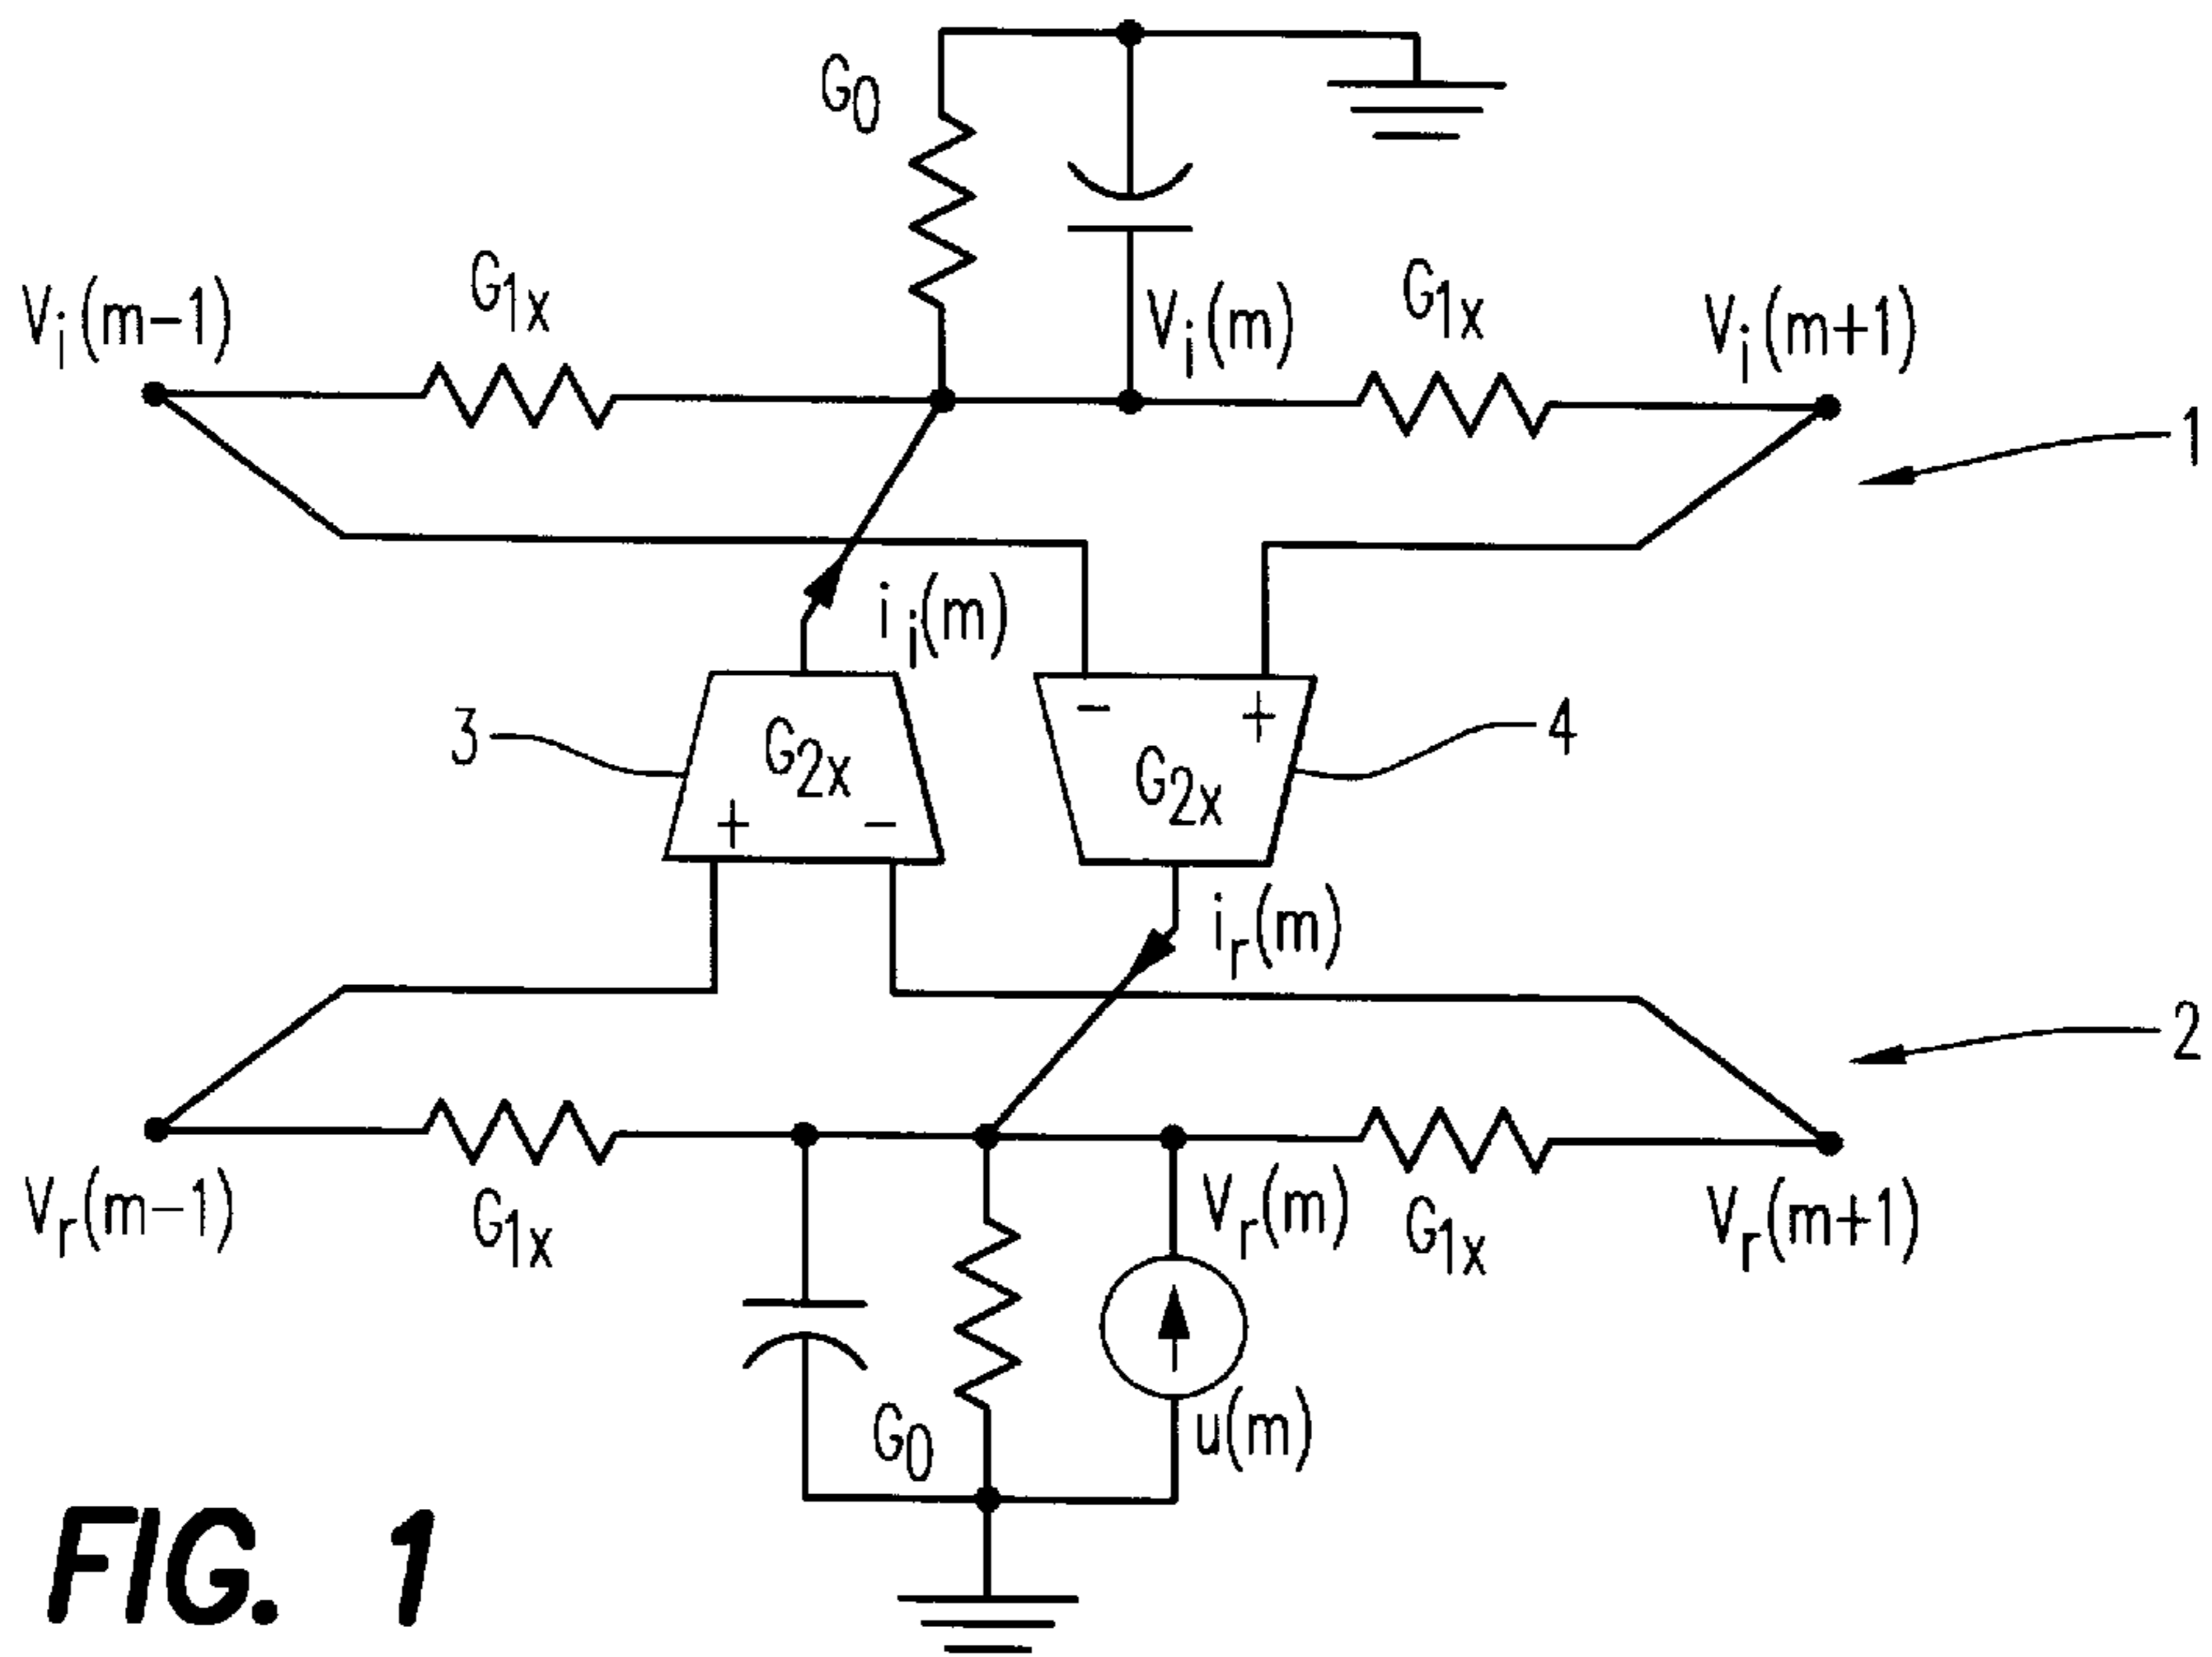 G0
Vi(m-1)
G1x
Vi(m)
G1x
Vi(m+1)
1
ii(m)
3
G2x
+ -
- +
G2x
4
ir(m)
2
Vr(m-1)
G1x
Vr(m)
G1x
Vr(m+1)
G0
u(m)
FIG. 1